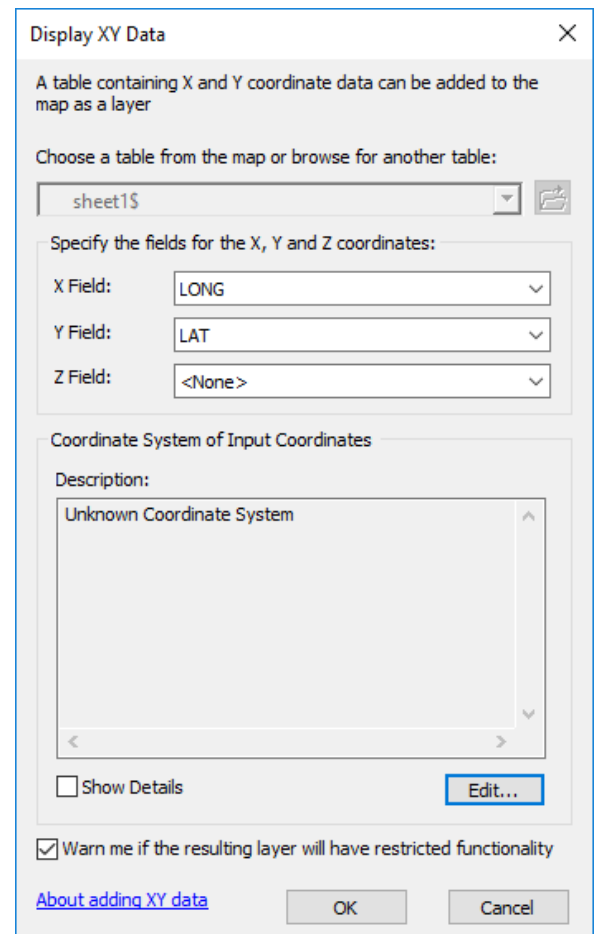 Display XY Data
A table containing X and Y coordinate data can be added to the
map as a layer
Choose a table from the map or browse for another table:
sheet1$
Specify the fields for the X, Y and Z coordinates:
X Field: LONG
Y Field: LAT
Z Field: <None>
Coordinate System of Input Coordinates
Description:
Unknown Coordinate System
Show Details Edit...
Warn me if the resulting layer will have restricted functionality
About adding XY data OK Cancel